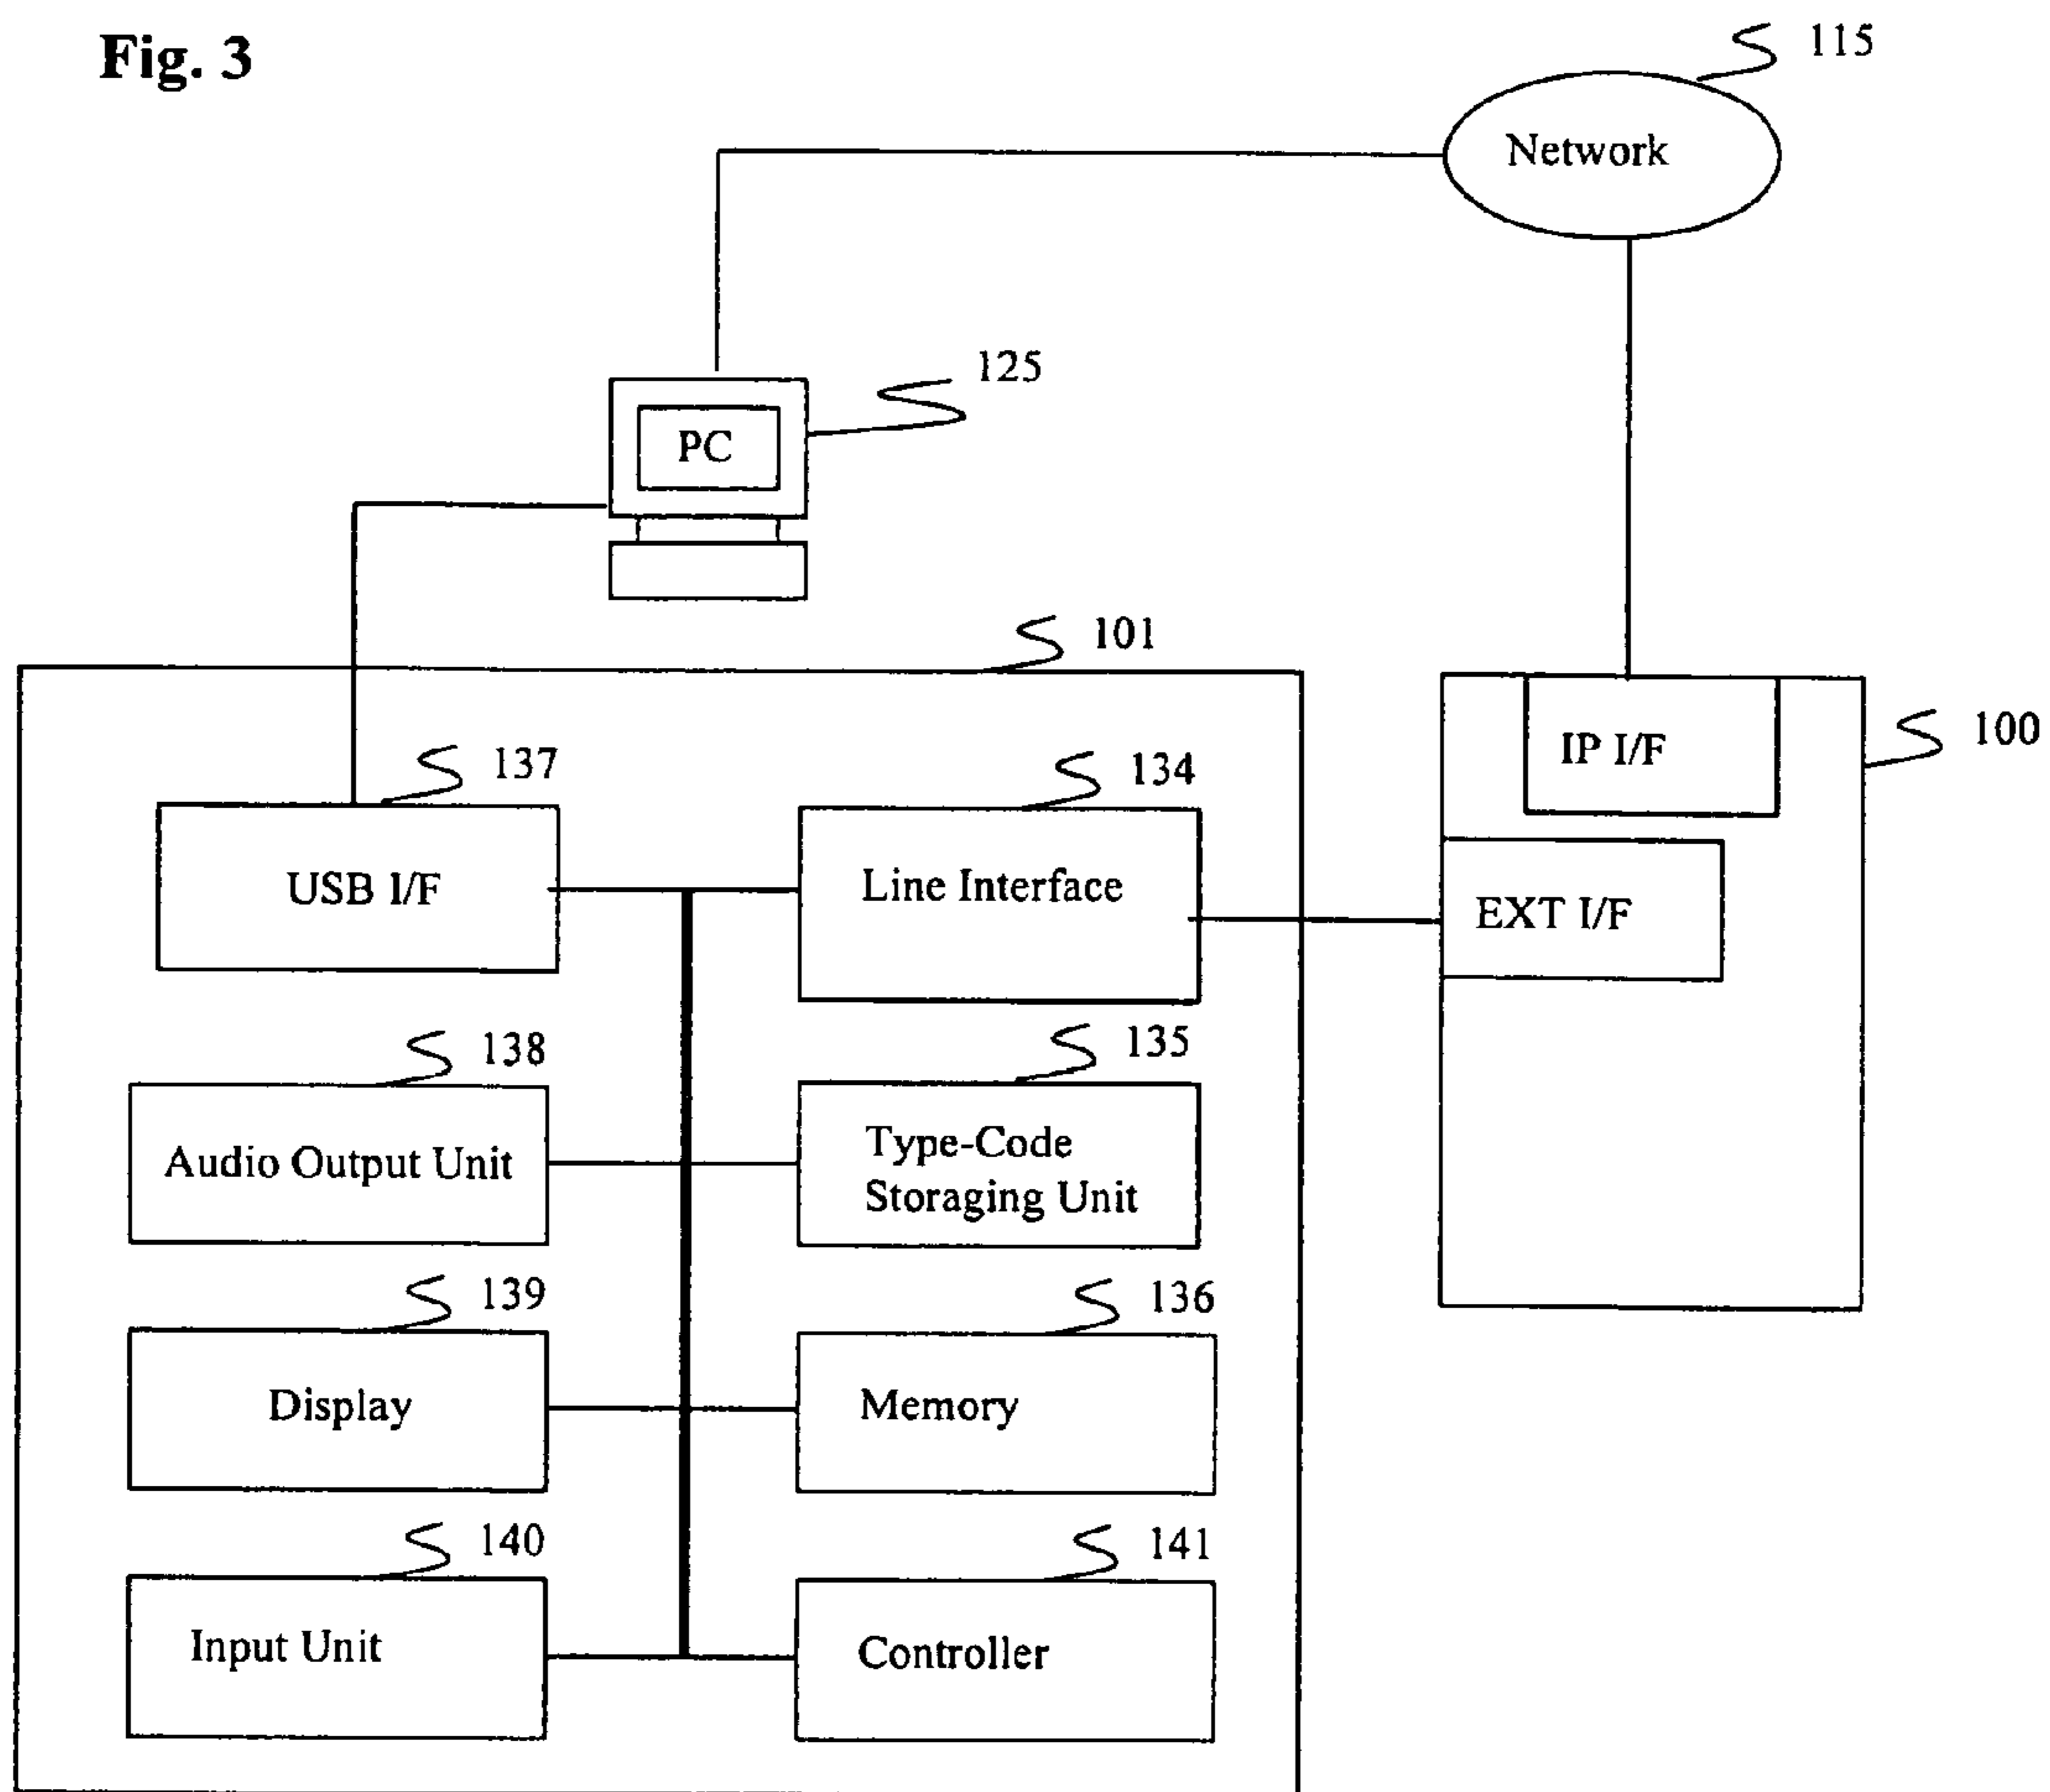 Fig. 3
115
Network
125
PC
101
100
IP I/F
137
134
USB I/F
Line Interface
EXT I/F
138
135
Audio Output Unit
Type-Code
Storaging Unit
139
136
Display
Memory
140
141
Input Unit
Controller